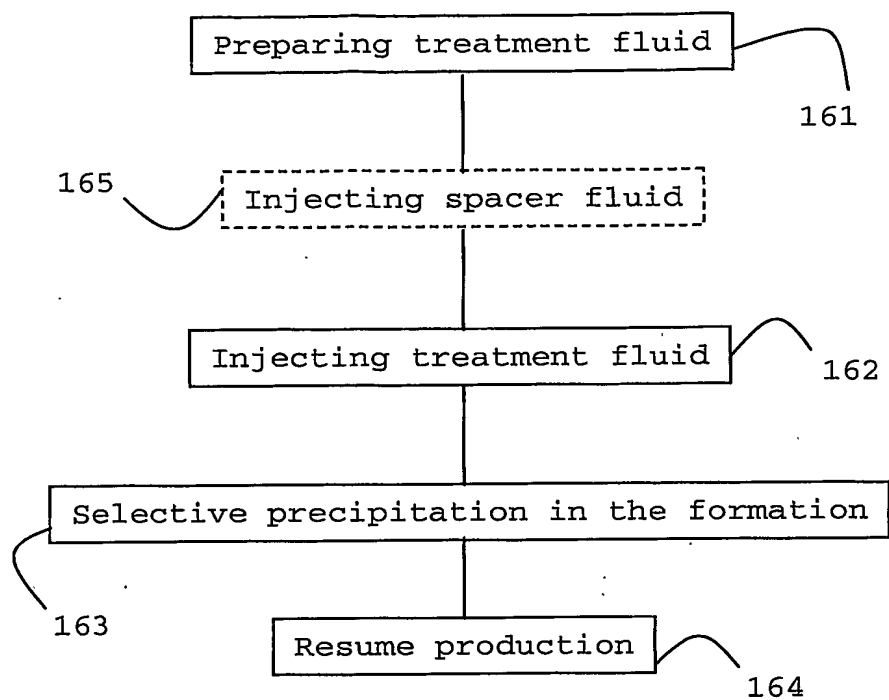 Preparing treatment fluid
161
165
Injecting spacer fluid
Injecting treatment fluid
162
Selective precipitation in the formation
163
Resume production
164